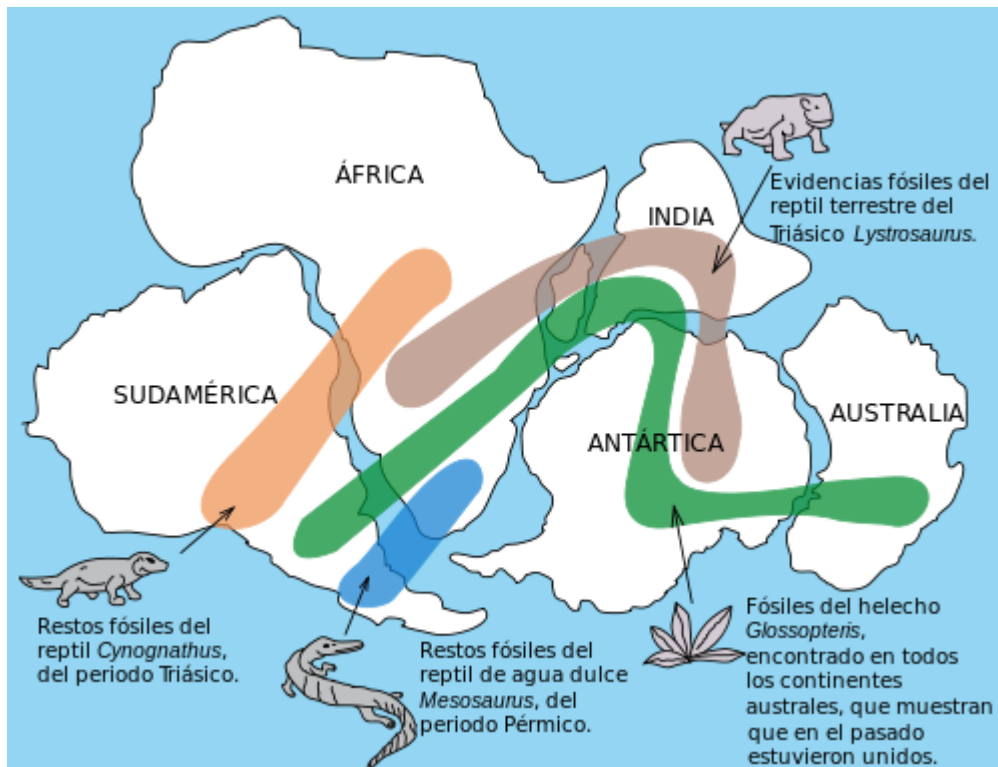 ÁFRICA
INDIA
Evidencias fósiles del
reptil terrestre del
Triásico Lystrosaurus.
SUDAMÉRICA
ANTÁRTICA
AUSTRALIA
Restos fósiles del
reptil Cynognathus,
del periodo Triásico.
Restos fósiles del
reptil de agua dulce
Mesosaurus, del
periodo Pérmico.
Fósiles del helecho
Glossopteris,
encontrado en todos
los continentes
australes, que muestran
que en el pasado
estuvieron unidos.